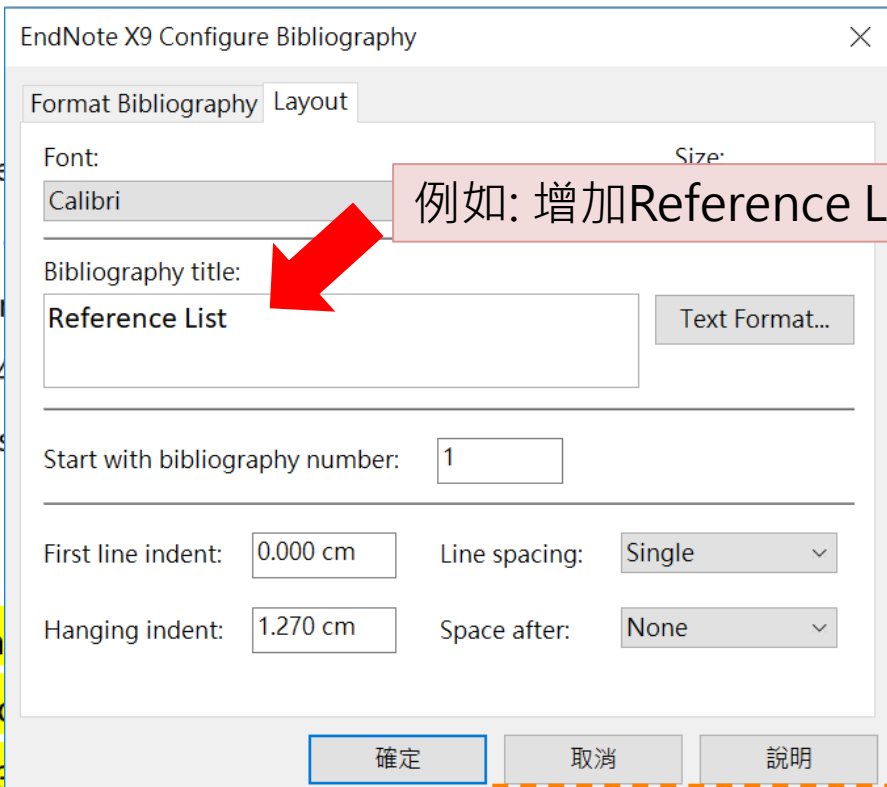 EndNote X9 Configure Bibliography
Format Bibliography Layout
Font: Size:
Calibri
例如: 增加Reference L
Bibliography title:
Reference List
Text Format...
Start with bibliography number: 1
First line indent: 0.000 cm Line spacing: Single
Hanging indent: 1.270 cm Space after: None
確定 取消 說明